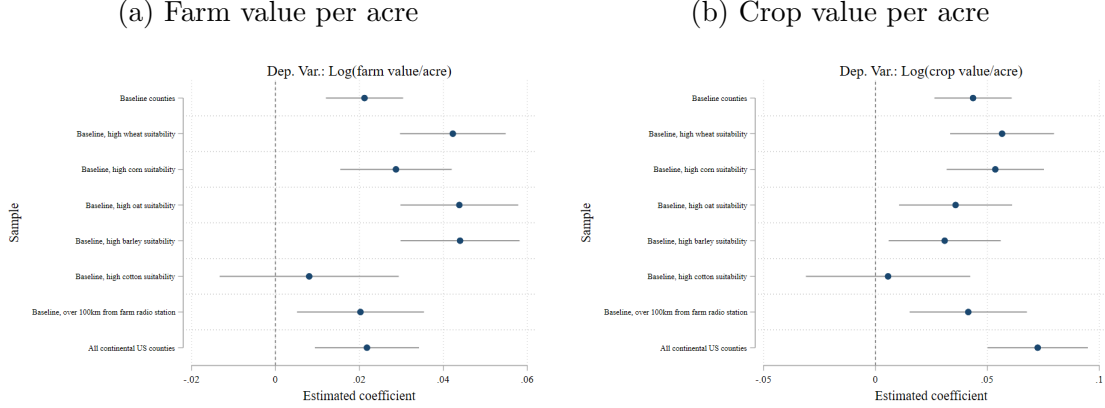 (a) Farm value per acre
Dep. Var.: Log(farm value/acre)
Sample
Baseline counties
Baseline, high wheat suitability
Baseline, high corn suitability
Baseline, high oat suitability
Baseline, high barley suitability
Baseline, high cotton suitability
Baseline, over 100km from farm radio station
All continental US counties
-.02 0 .02 .04 .06
Estimated coefficient
(b) Crop value per acre
Dep. Var.: Log(crop value/acre)
Sample
Baseline counties
Baseline, high wheat suitability
Baseline, high corn suitability
Baseline, high oat suitability
Baseline, high barley suitability
Baseline, high cotton suitability
Baseline, over 100km from farm radio station
All continental US counties
-.05 0 .05 .1
Estimated coefficient